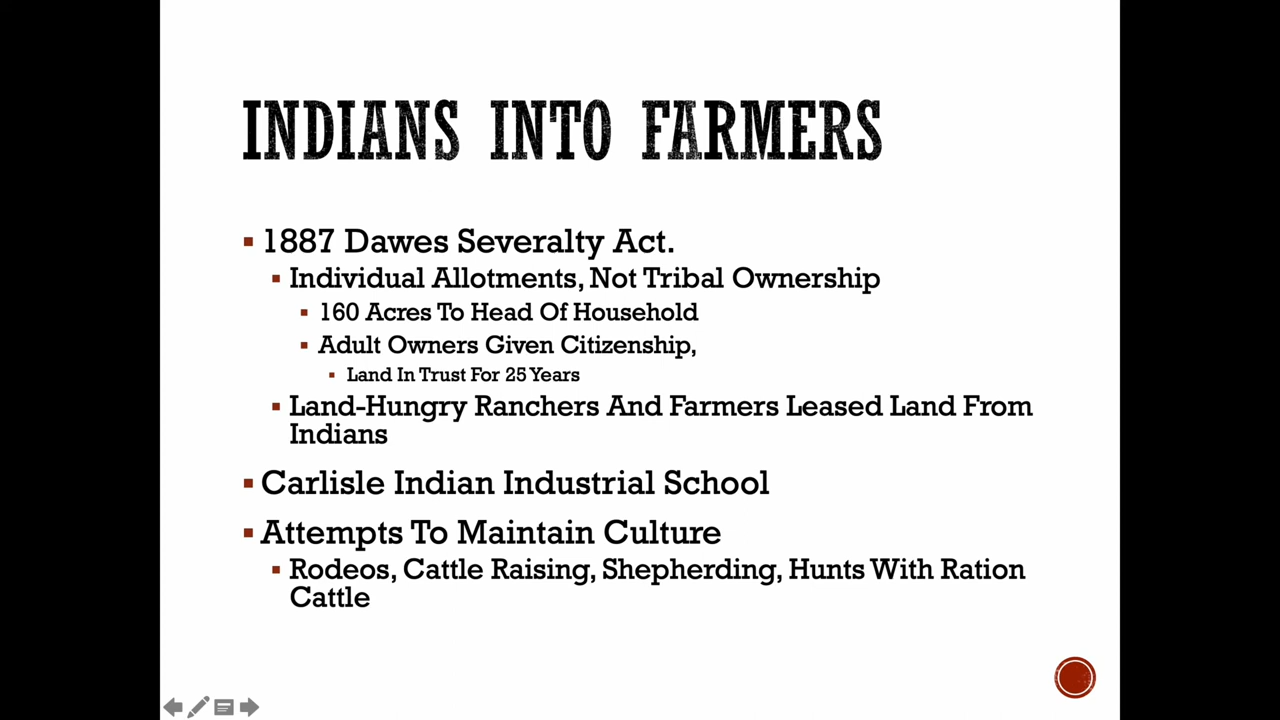 INDIANS INTO FARMERS
1887 Dawes Severalty Act.
Individual Allotments, Not Tribal Ownership
160 Acres To Head Of Household
Adult Owners Given Citizenship,
Land In Trust For 25 Years
Land-Hungry Ranchers And Farmers Leased Land From
Indians
Carlisle Indian Industrial School
Attempts To Maintain Culture
Rodeos, Cattle Raising, Shepherding, Hunts With Ration
Cattle